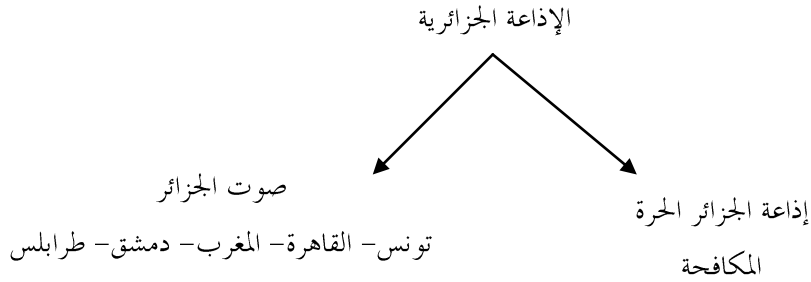 الإذاعة الجزائرية
إذاعة الجزائر الحرة
المكافحة
صوت الجزائر
تونس– القاهرة– المغرب– دمشق– طرابلس